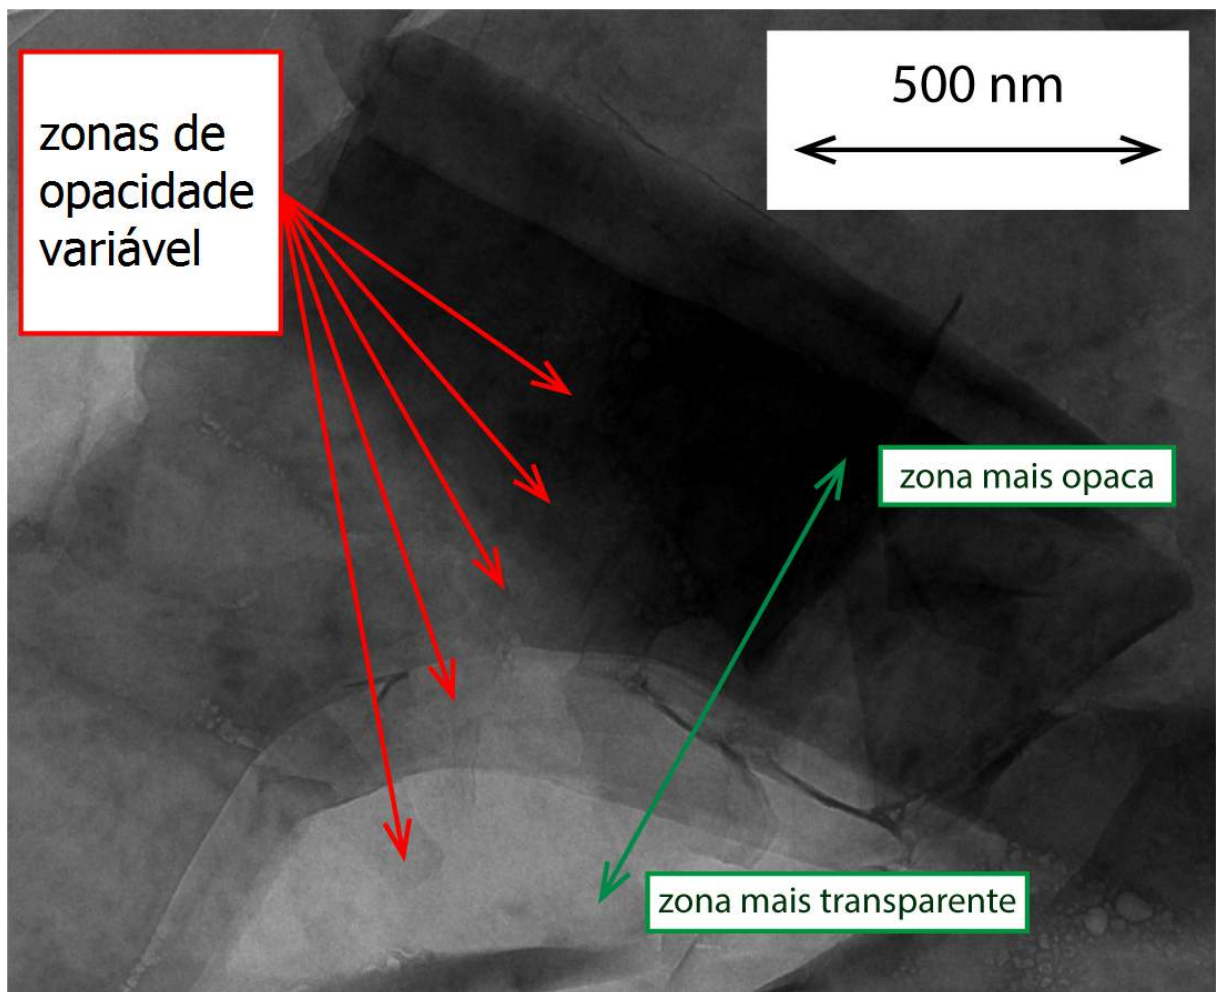 zonas de
opacidade
variável
500 nm
zona mais opaca
zona mais transparente